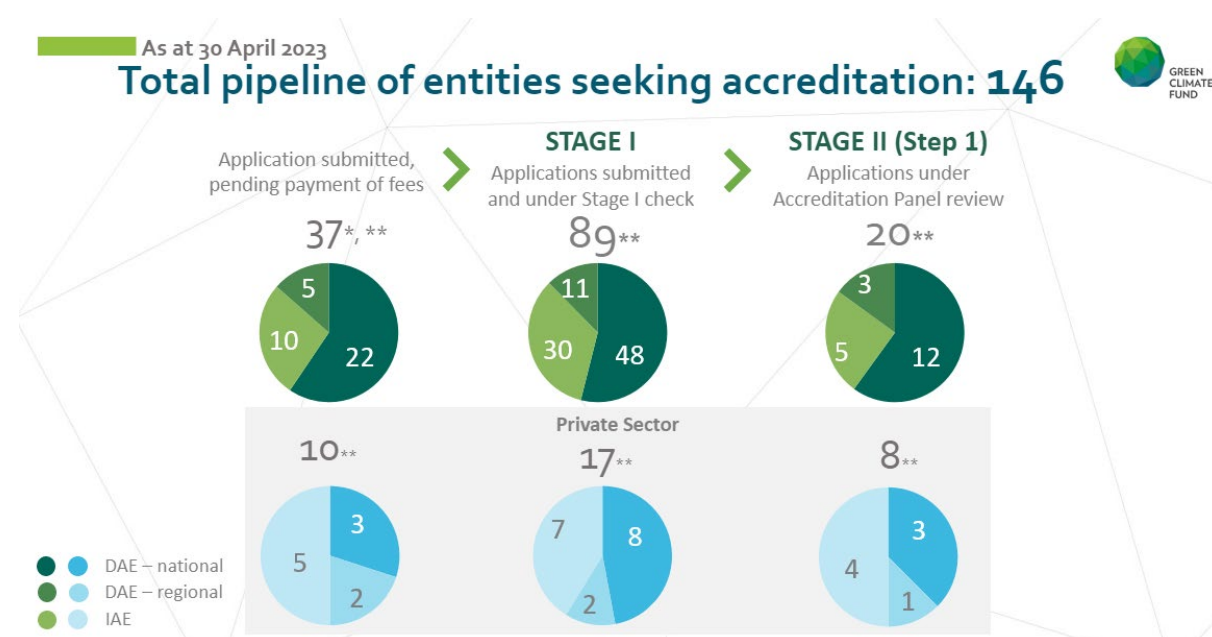 As at 30 April 2023
Total pipeline of entities seeking accreditation: 146
GREEN
CLIMATE
FUND
Application submitted,
pending payment of fees
37*, **
STAGE I
Applications submitted
and under Stage I check
89**
STAGE II (Step 1)
Applications under
Accreditation Panel review
20**
5
10
22
11
30
48
3
5
12
Private Sector
10**
17**
8**
3
5
2
7
8
2
3
4
1
DAE – national
DAE – regional
IAE